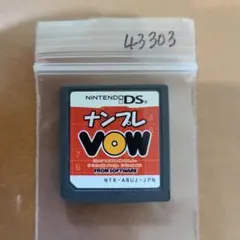 43303
NINTENDO DS
ナンプレ
VOW
FROM SOFTWARE
NTR-ABUJ-JPN